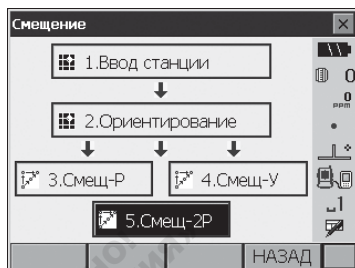 Смещение
1.Ввод станции
0
2.Ориентирование
0
ppm
3.Смещ-Р
4.Смещ-У
1
5.Смещ-2Р
НАЗАД